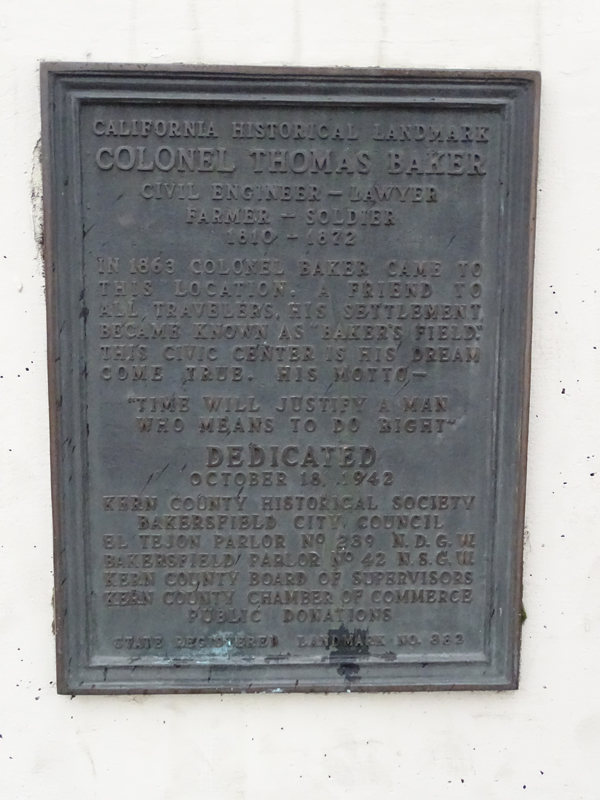 CALIFORNIA HISTORICAL LANDMARK
COLONEL THOMAS BAKER
CIVIL ENGINEER — LAWYER
FARMER — SOLDIER
1810 - 1872
IN 1863 COLONEL BAKER CAME TO
THIS LOCATION. A FRIEND TO
ALL TRAVELERS, HIS SETTLEMENT
BECAME KNOWN AS "BAKER'S FIELD."
THIS CIVIC CENTER IS HIS DREAM
COME TRUE. HIS MOTTO—
"TIME WILL JUSTIFY A MAN
WHO MEANS TO DO RIGHT"
DEDICATED
OCTOBER 18, 1942
KERN COUNTY HISTORICAL SOCIETY
BAKERSFIELD CITY COUNCIL
EL TEJON PARLOR Nº 239 N.D.G.W.
BAKERSFIELD PARLOR Nº 42 N.S.G.W.
KERN COUNTY BOARD OF SUPERVISORS
KERN COUNTY CHAMBER OF COMMERCE
PUBLIC DONATIONS
STATE REGISTERED LANDMARK NO. 382